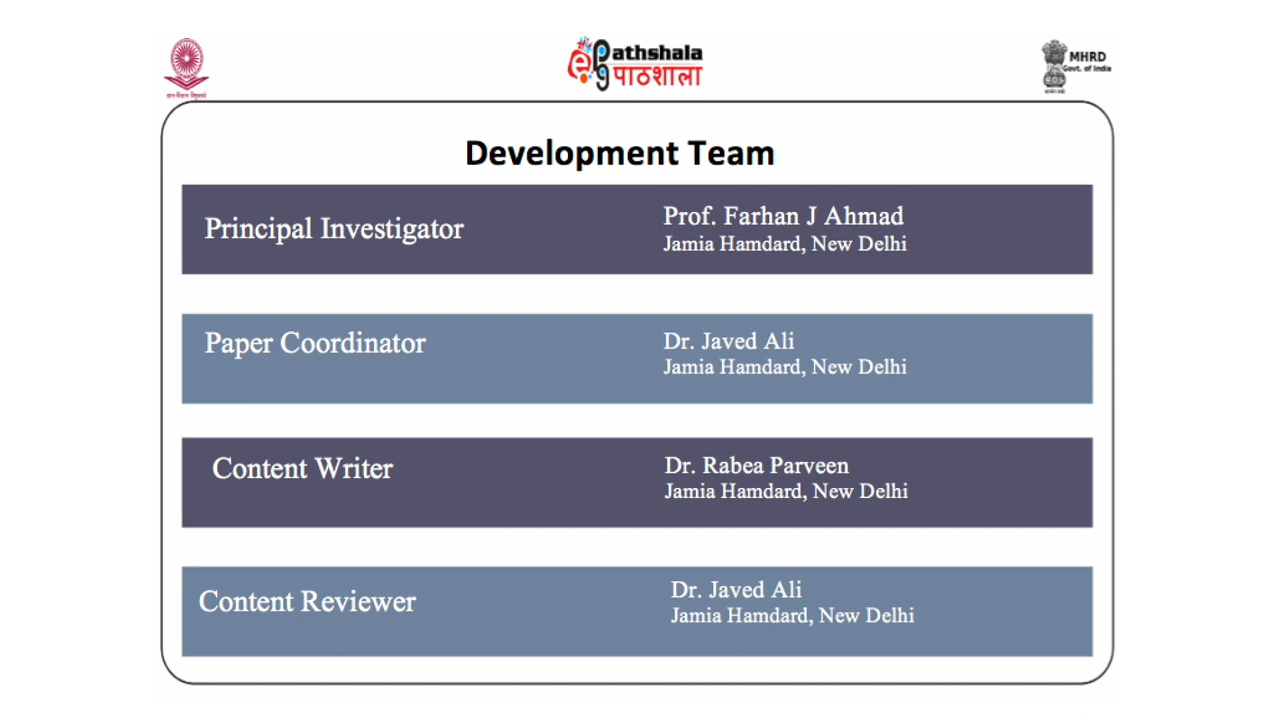 ePathshala
पाठशाला
MHRD
Govt. of India
Development Team
Principal Investigator
Prof. Farhan J Ahmad
Jamia Hamdard, New Delhi
Paper Coordinator
Dr. Javed Ali
Jamia Hamdard, New Delhi
Content Writer
Dr. Rabea Parveen
Jamia Hamdard, New Delhi
Content Reviewer
Dr. Javed Ali
Jamia Hamdard, New Delhi